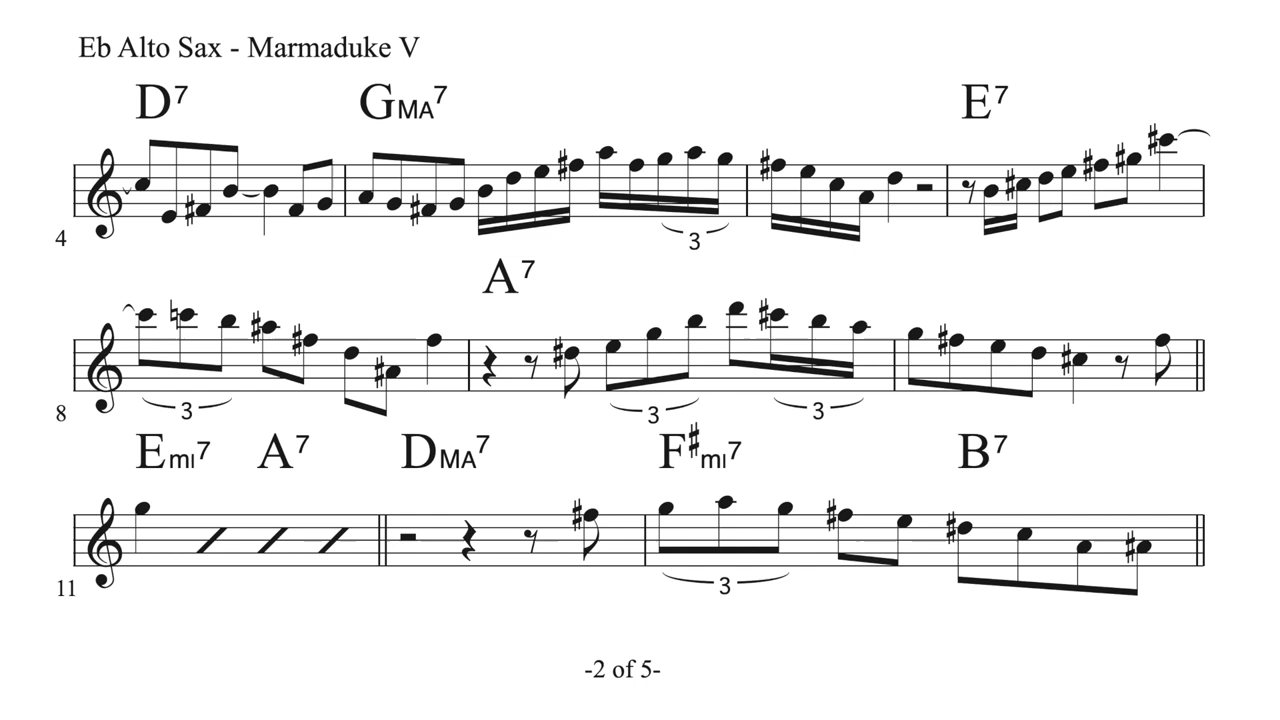 Eb Alto Sax - Marmaduke V
D7 GMA7 E7
3
4
A7
3 3 3
8
Emi7 A7 DMA7 F♯mi7 B7
3
11
-2 of 5-